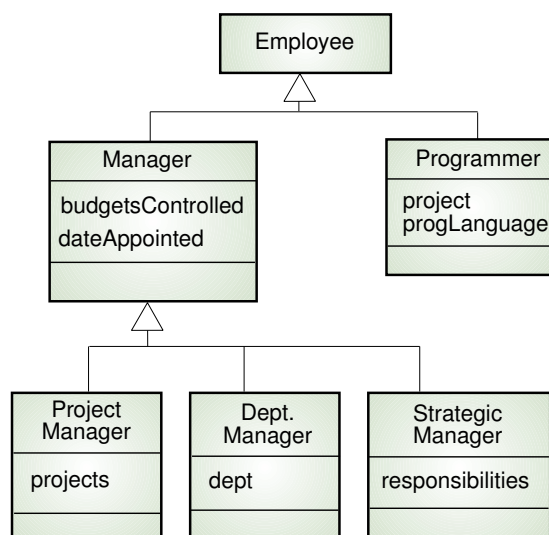 Employee
Manager
budgetsControlled
dateAppointed
Programmer
project
progLanguage
Project
Manager
projects
Dept.
Manager
dept
Strategic
Manager
responsibilities